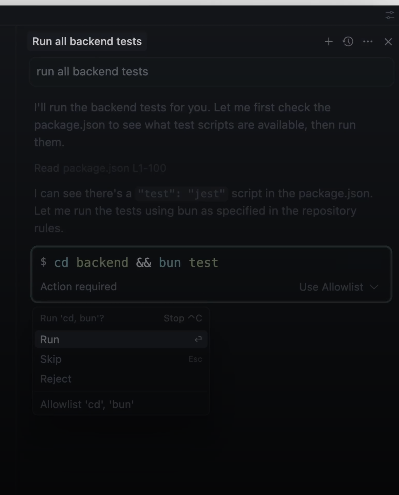 Run all backend tests
run all backend tests
I'll run the backend tests for you. Let me first check the
package.json to see what test scripts are available, then run
them.
Read package.json L1-100
I can see there's a "test": "jest" script in the package.json.
Let me run the tests using bun as specified in the repository
rules.
$ cd backend && bun test
Action required
Use Allowlist
Run 'cd, bun'?
Stop ^C
Run
Skip
Esc
Reject
Allowlist 'cd', 'bun'